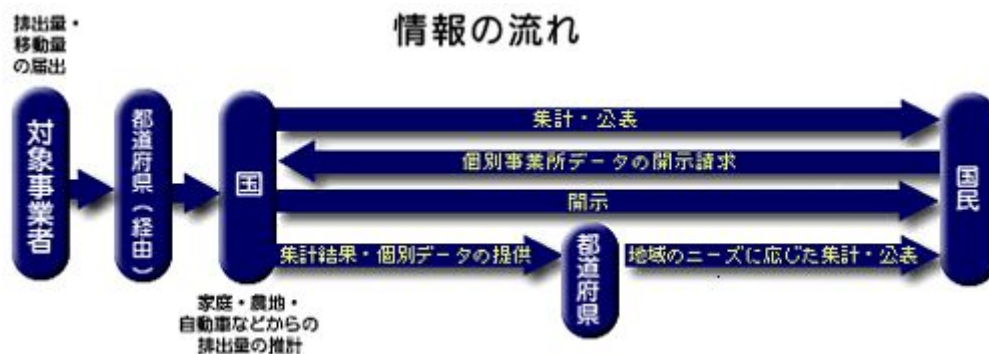 情報の流れ
排出量・
移動量
の届出
対象事業者
都道府県(経由)
国
集計・公表
個別事業所データの開示請求
開示
集計結果・個別データの提供
都道府県
地域のニーズに応じた集計・公表
国民
家庭・農地・
自動車などからの
排出量の推計